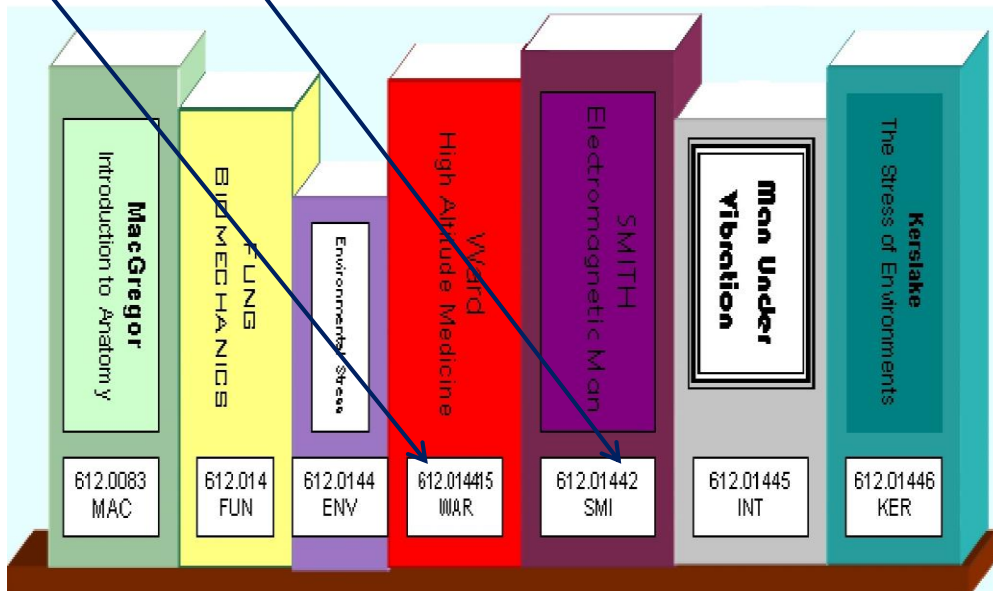 MacGregor
Introduction to Anatomy
612.0083
MAC
FUNG
BIOMECHANICS
612.014
FUN
Environmental Stress
612.0144
ENV
Ward
High Altitude Medicine
612.014415
WAR
SMITH
Electromagnetic Man
612.01442
SMI
Man Under
Vibration
612.01445
INT
Kerslake
The Stress of Environments
612.01446
KER